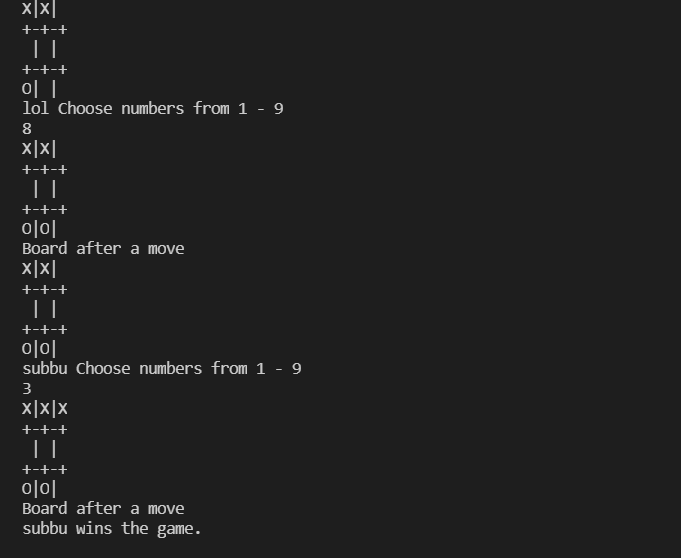 X|X|
+-+-+
 | |
+-+-+
O| |
lol Choose numbers from 1 - 9
8
X|X|
+-+-+
 | |
+-+-+
O|O|
Board after a move
X|X|
+-+-+
 | |
+-+-+
O|O|
subbu Choose numbers from 1 - 9
3
X|X|X
+-+-+
 | |
+-+-+
O|O|
Board after a move
subbu wins the game.